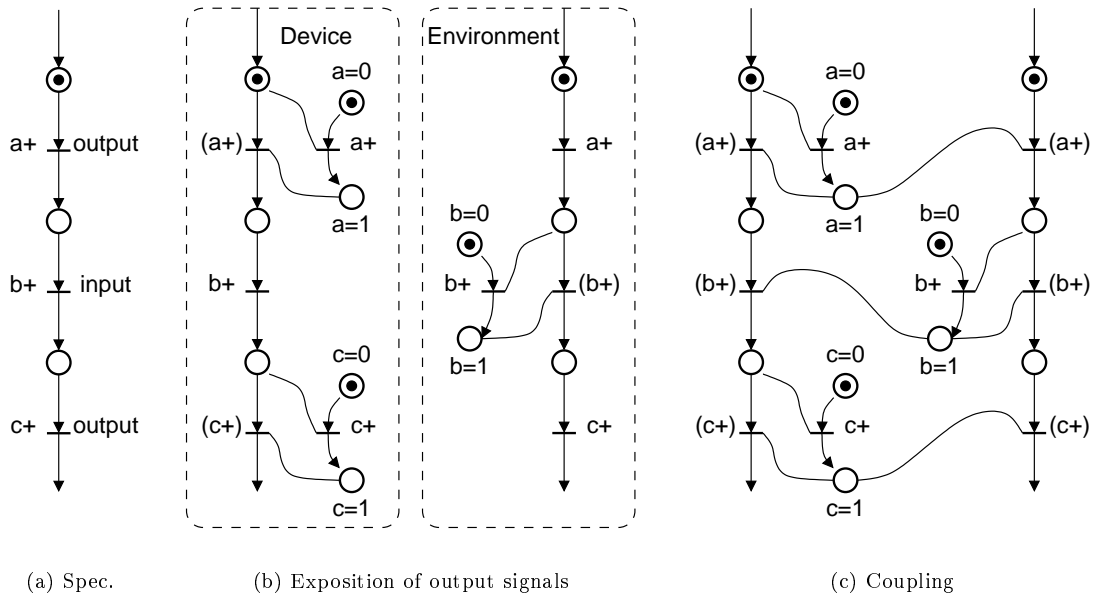 Device
Environment
a=0
a=0
a+ output
(a+)
a+
a+
(a+)
a+
(a+)
a=1
b=0
a=1
b=0
b+ input
b+
b+
(b+)
(b+)
b+
(b+)
c=0
b=1
c=0
b=1
c+ output
(c+)
c+
c+
(c+)
c+
(c+)
c=1
c=1
(a) Spec.
(b) Exposition of output signals
(c) Coupling